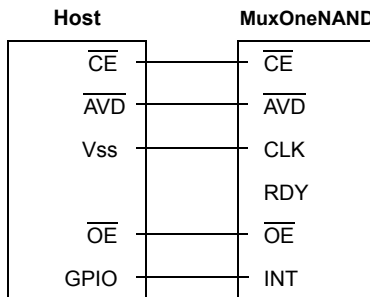 Host MuxOneNAND
CE CE
AVD AVD
Vss CLK
RDY
OE OE
GPIO INT